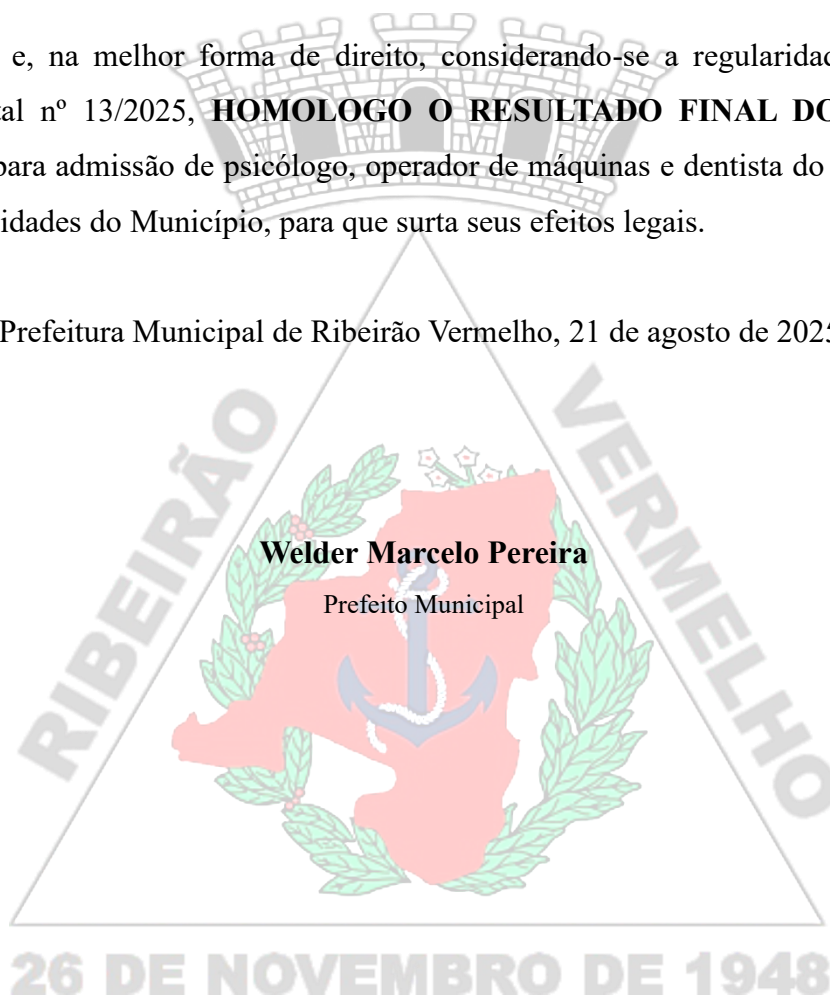 e, na melhor forma de direito, considerando-se a regularidad
tal nº 13/2025, HOMOLOGO O RESULTADO FINAL DO
para admissão de psicólogo, operador de máquinas e dentista do
idades do Município, para que surta seus efeitos legais.
Prefeitura Municipal de Ribeirão Vermelho, 21 de agosto de 2025
RIBEIRÃO
VERMELHO
Welder Marcelo Pereira
Prefeito Municipal
26 DE NOVEMBRO DE 1948